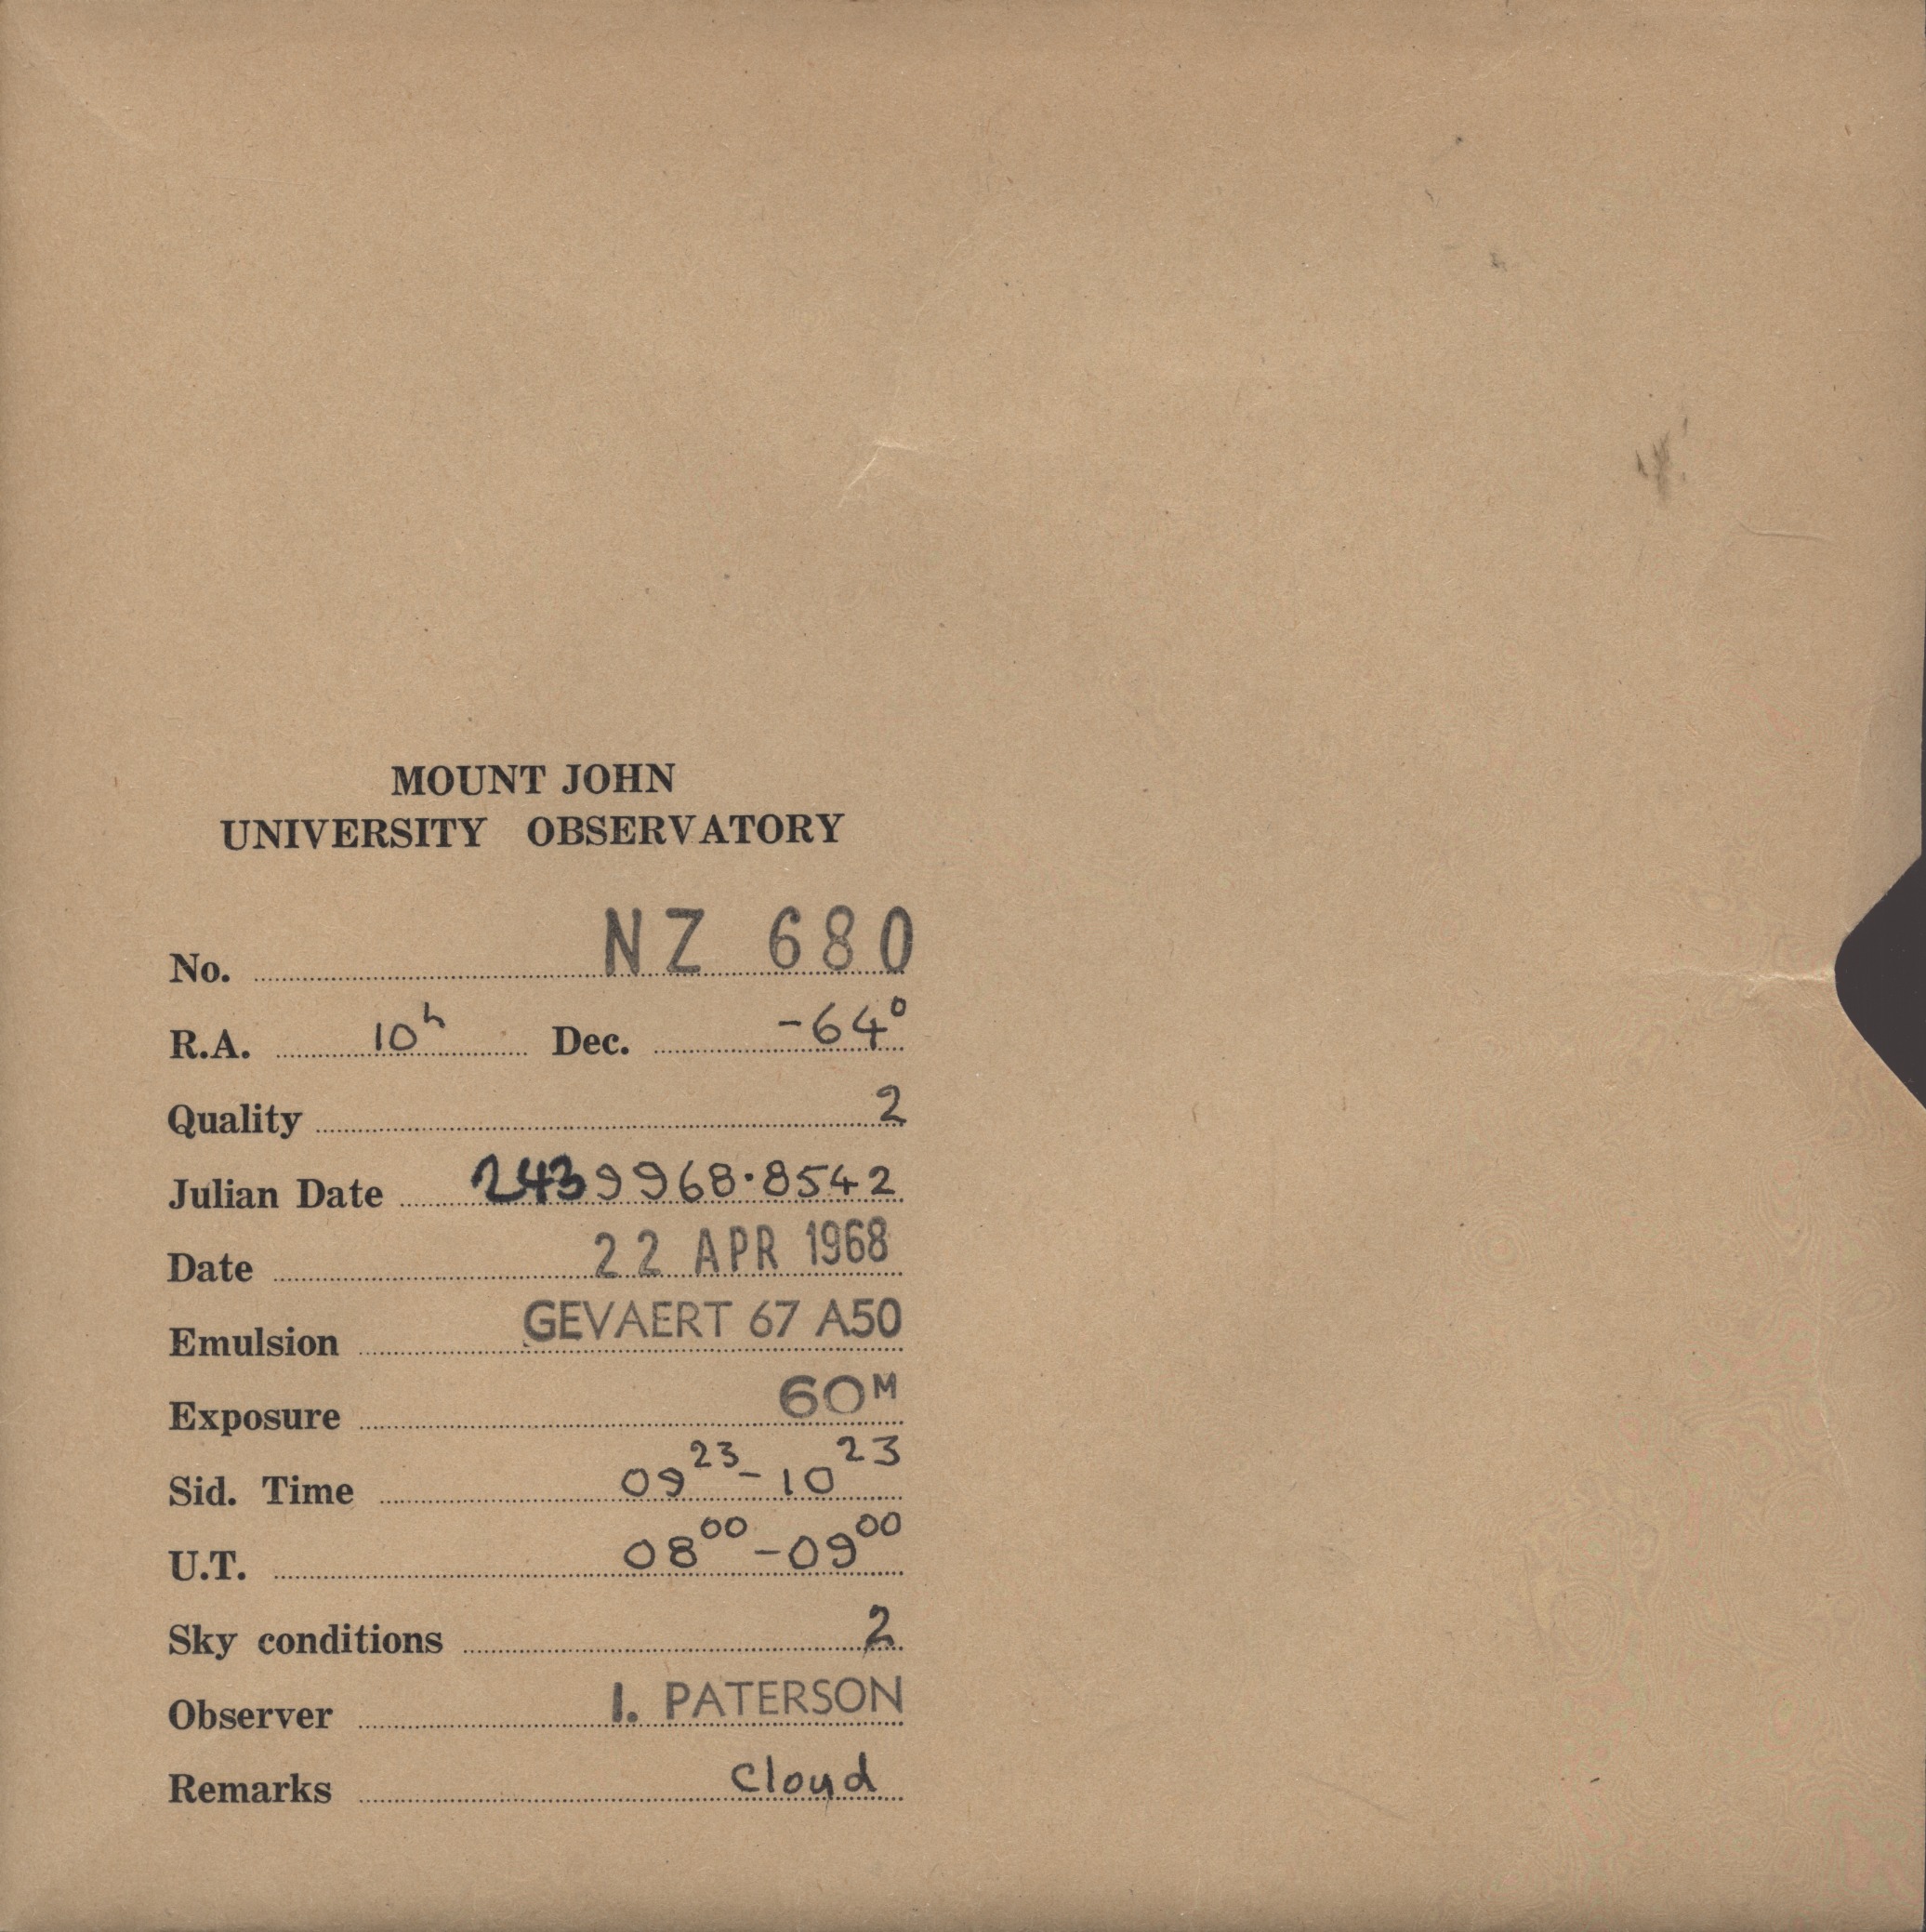 MOUNT JOHN
UNIVERSITY OBSERVATORY
No. NZ 680
R.A. 10h Dec. -64°
Quality 2
Julian Date 2439968.8542
Date 22 APR 1968
Emulsion GEVAERT 67 A50
Exposure 60M
Sid. Time 09 23 - 10 23
U.T. 08 00 - 09 00
Sky conditions 2
Observer I. PATERSON
Remarks Cloud